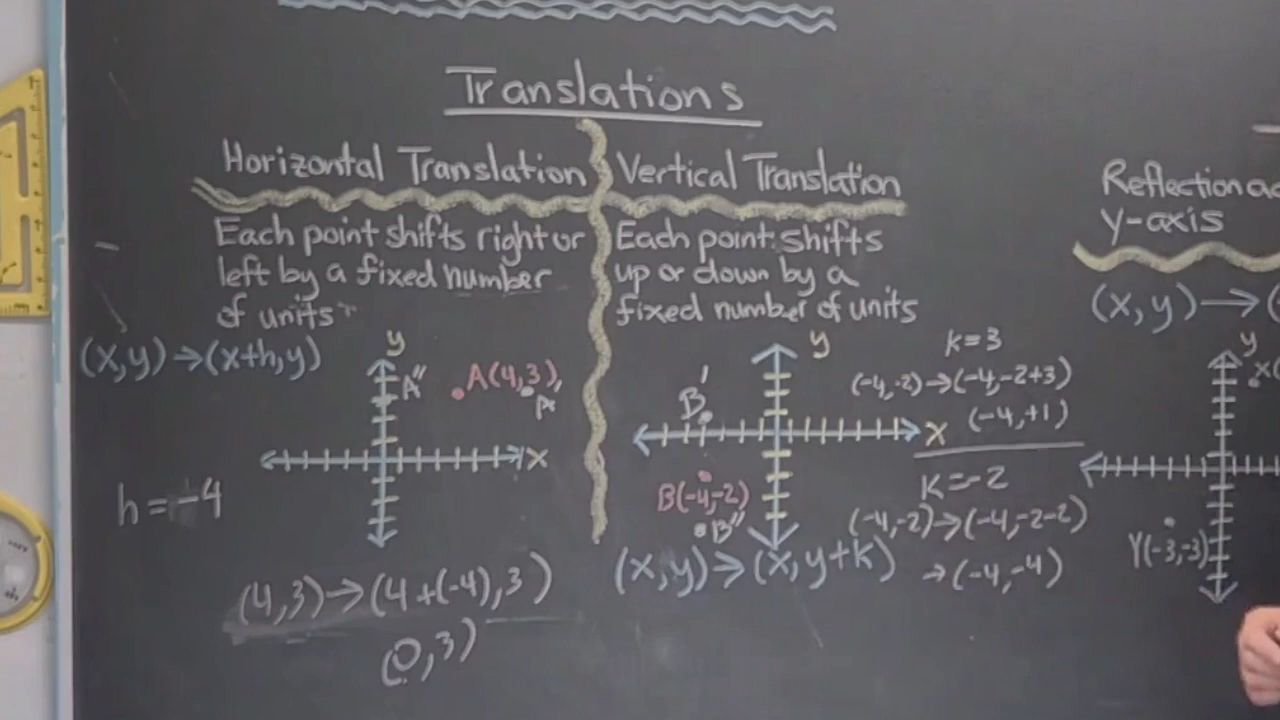 Translations
Horizontal Translation
Each point shifts right or
left by a fixed number
of units
(x,y)→(x+h,y)
y
A"
A(4,3)
A'
x
h=-4
(4,3)→(4+(-4),3)
(0,3)
Vertical Translation
Each point shifts
up or down by a
fixed number of units
y
B'
x
B(-4,-2)
B"
(x,y)→(x,y+k)
k=3
(-4,-2)→(-4,-2+3)
(-4,+1)
K=-2
(-4,-2)→(-4,-2-2)
→(-4,-4)
Reflection
y-axis
(x,y)→(
y
x(
Y(-3,-3)